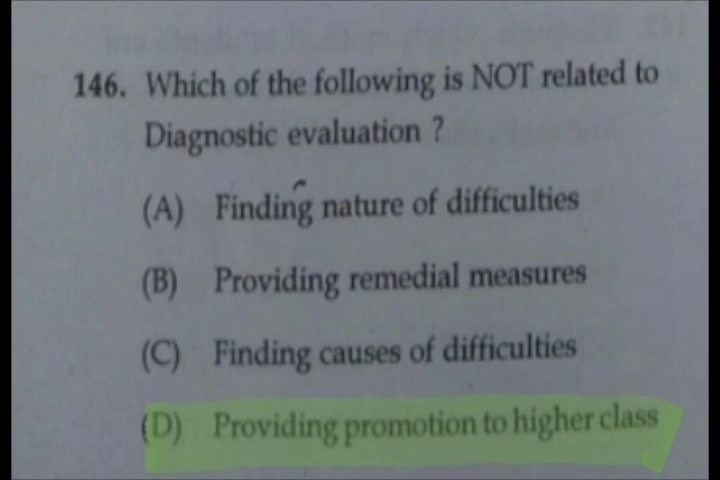 146. Which of the following is NOT related to
Diagnostic evaluation ?
(A) Finding nature of difficulties
(B) Providing remedial measures
(C) Finding causes of difficulties
(D) Providing promotion to higher class